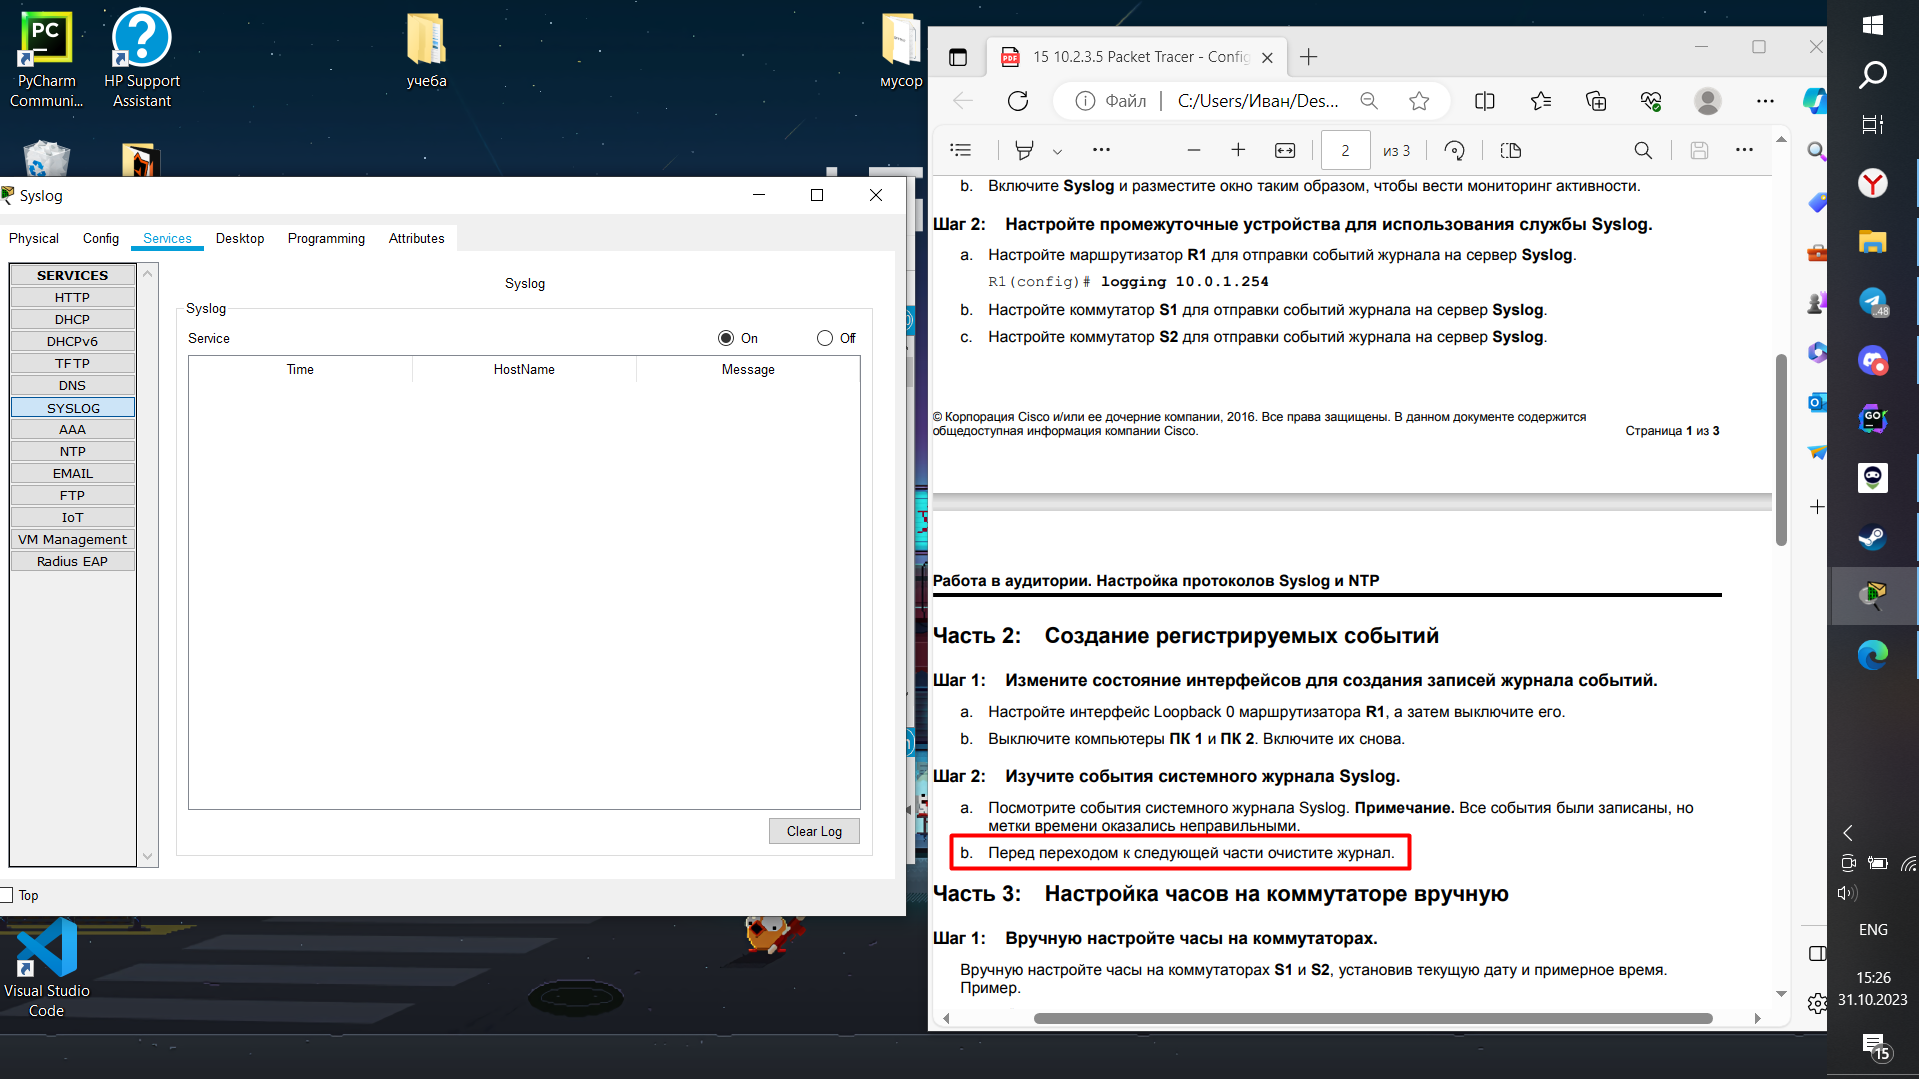 PyCharm
Communi...
HP Support
Assistant
учеба
мусор
Syslog
Physical
Config
Services
Desktop
Programming
Attributes
SERVICES
HTTP
DHCP
DHCPv6
TFTP
DNS
SYSLOG
AAA
NTP
EMAIL
FTP
IoT
VM Management
Radius EAP
Syslog
Syslog
Service
On
Off
Time
HostName
Message
Clear Log
Top
Visual Studio
Code
15 10.2.3.5 Packet Tracer - Config
Файл
C:/Users/Иван/Des...
2
из 3
b. Включите Syslog и разместите окно таким образом, чтобы вести мониторинг активности.
Шаг 2: Настройте промежуточные устройства для использования службы Syslog.
a. Настройте маршрутизатор R1 для отправки событий журнала на сервер Syslog.
R1(config)# logging 10.0.1.254
b. Настройте коммутатор S1 для отправки событий журнала на сервер Syslog.
c. Настройте коммутатор S2 для отправки событий журнала на сервер Syslog.
© Корпорация Cisco и/или ее дочерние компании, 2016. Все права защищены. В данном документе содержится
общедоступная информация компании Cisco.
Страница 1 из 3
Работа в аудитории. Настройка протоколов Syslog и NTP
Часть 2: Создание регистрируемых событий
Шаг 1: Измените состояние интерфейсов для создания записей журнала событий.
a. Настройте интерфейс Loopback 0 маршрутизатора R1, а затем выключите его.
b. Выключите компьютеры ПК 1 и ПК 2. Включите их снова.
Шаг 2: Изучите события системного журнала Syslog.
a. Посмотрите события системного журнала Syslog. Примечание. Все события были записаны, но
метки времени оказались неправильными.
b. Перед переходом к следующей части очистите журнал.
Часть 3: Настройка часов на коммутаторе вручную
Шаг 1: Вручную настройте часы на коммутаторах.
Вручную настройте часы на коммутаторах S1 и S2, установив текущую дату и примерное время.
Пример.
PC
PDF
.48
GO
ENG
15:26
31.10.2023
15